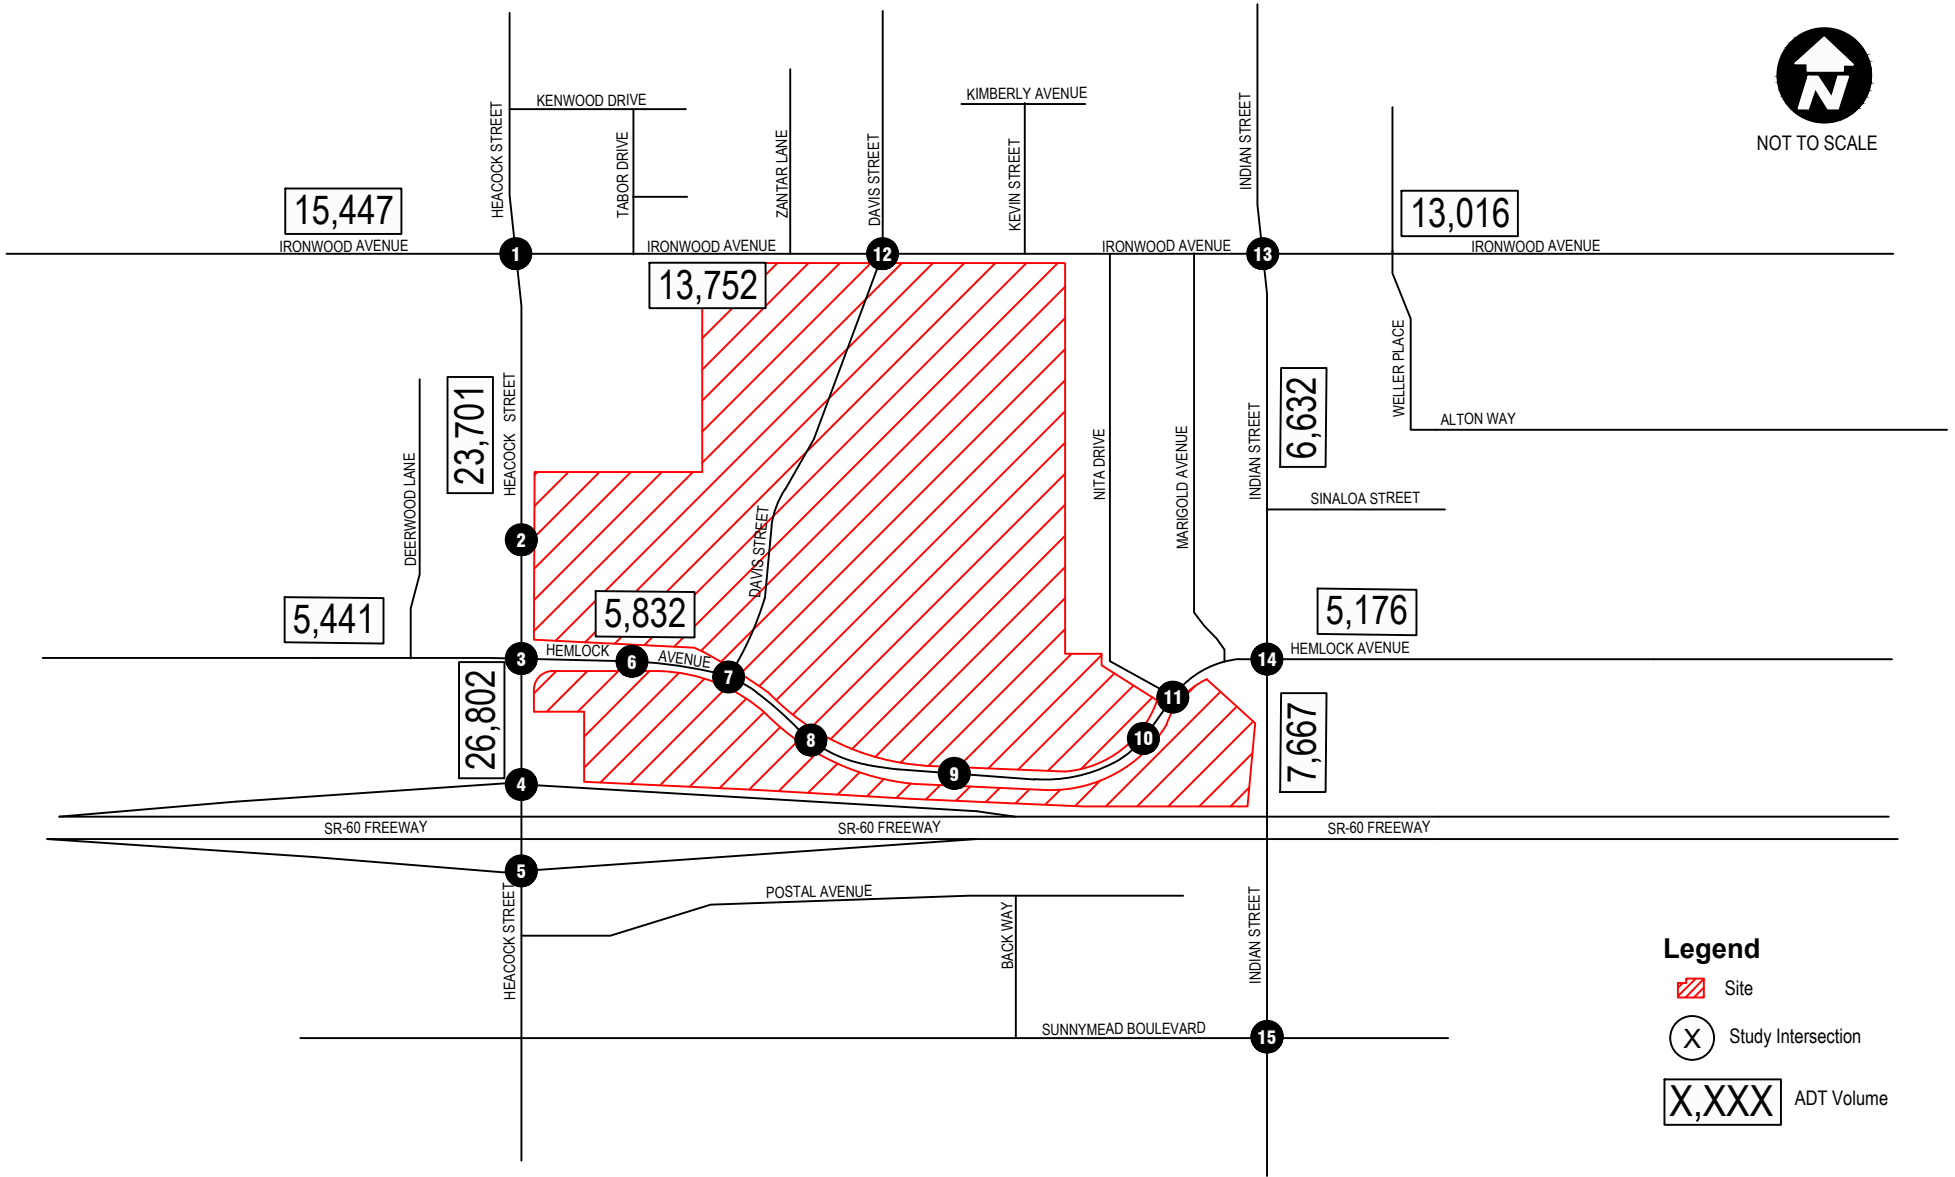 KENWOOD DRIVE
KIMBERLY AVENUE
HEACOCK STREET
TABOR DRIVE
ZANTAR LANE
DAVIS STREET
KEVIN STREET
INDIAN STREET
N
NOT TO SCALE
15,447
13,016
IRONWOOD AVENUE
1
IRONWOOD AVENUE
12
IRONWOOD AVENUE
13
IRONWOOD AVENUE
13,752
23,701
HEACOCK STREET
DEERWOOD LANE
DAVIS STREET
NITA DRIVE
MARIGOLD AVENUE
INDIAN STREET
6,632
WELLER PLACE
ALTON WAY
SINALOA STREET
2
5,441
5,832
5,176
3
HEMLOCK
6
AVENUE
7
14
HEMLOCK AVENUE
26,802
11
7,667
8
10
9
4
SR-60 FREEWAY
SR-60 FREEWAY
SR-60 FREEWAY
5
POSTAL AVENUE
HEACOCK STREET
BACK WAY
INDIAN STREET
SUNNYMEAD BOULEVARD
15
Legend
Site
X
Study Intersection
X,XXX
ADT Volume